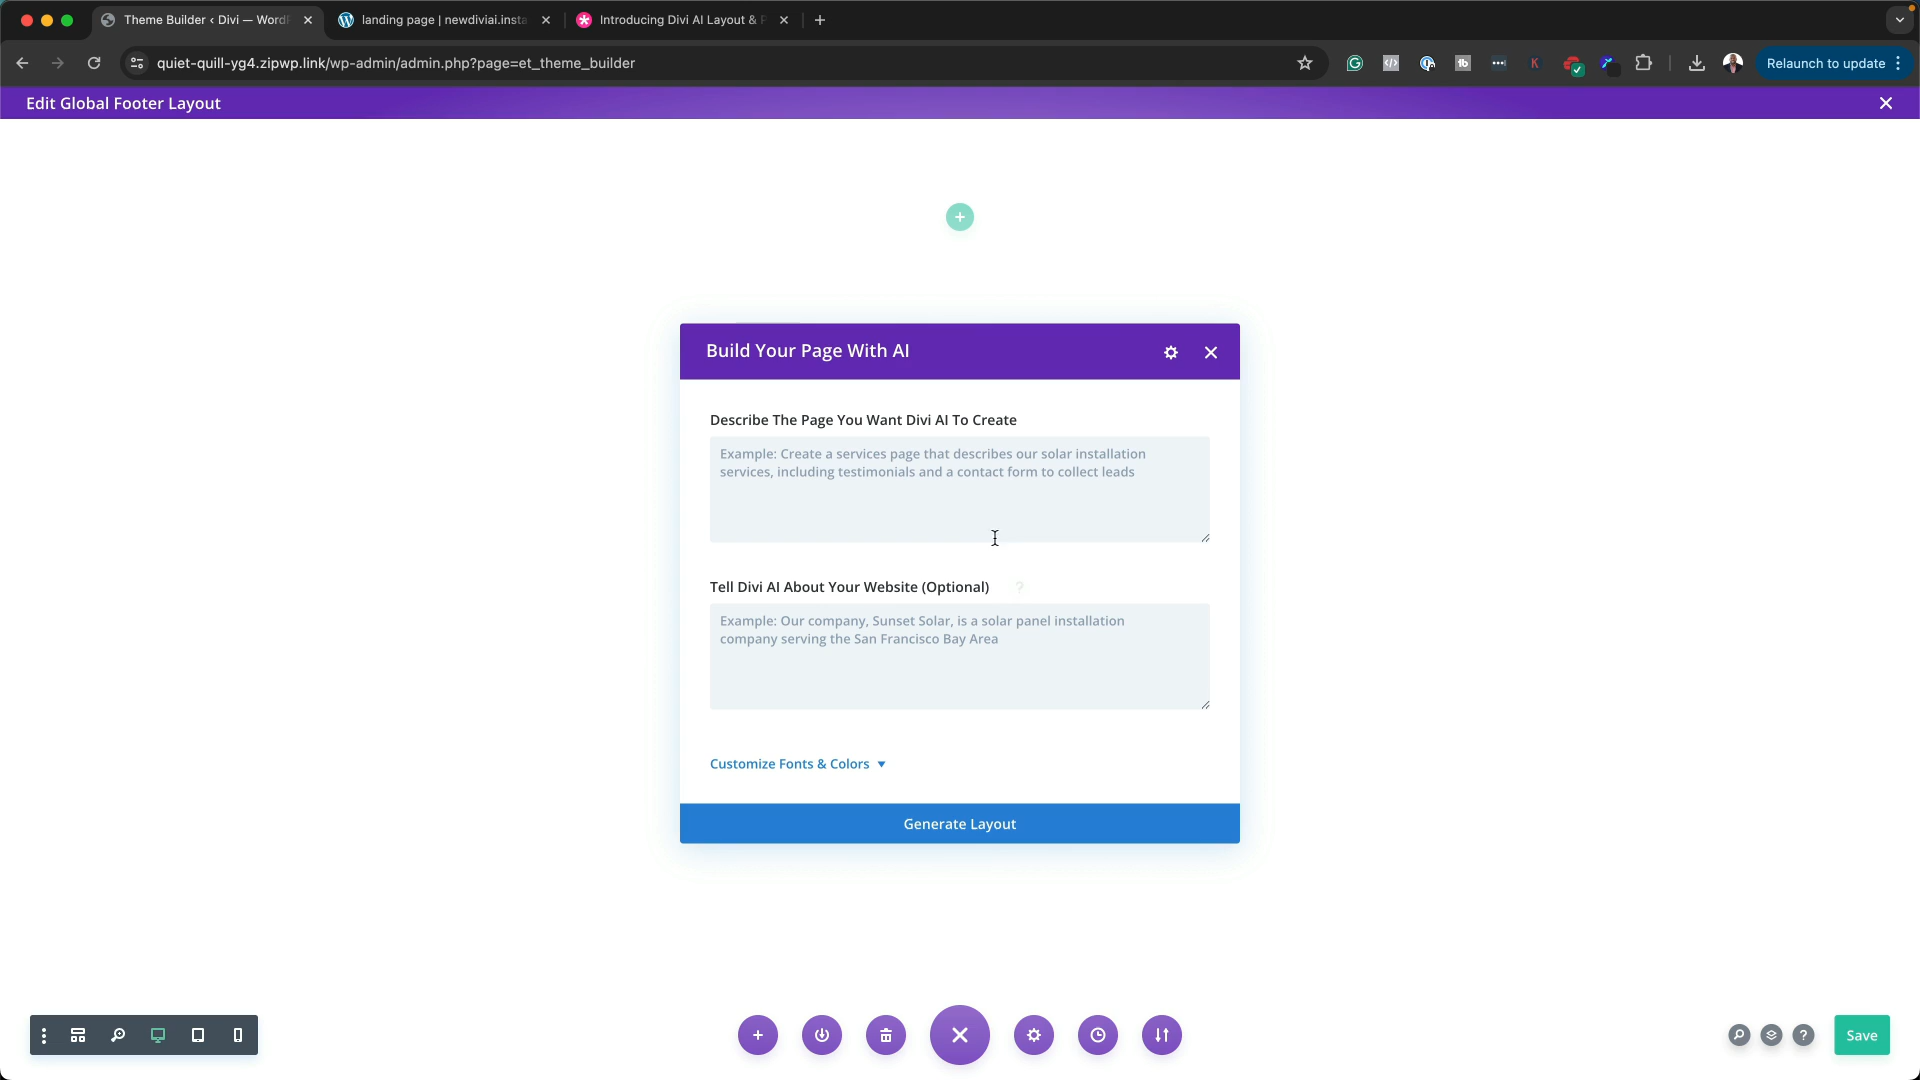 Theme Builder ‹ Divi — WordP
landing page | newdiviai.insta
Introducing Divi AI Layout & P
quiet-quill-yg4.zipwp.link/wp-admin/admin.php?page=et_theme_builder
Relaunch to update
Edit Global Footer Layout
Build Your Page With AI
Describe The Page You Want Divi AI To Create
Example: Create a services page that describes our solar installation
services, including testimonials and a contact form to collect leads
Tell Divi AI About Your Website (Optional) ?
Example: Our company, Sunset Solar, is a solar panel installation
company serving the San Francisco Bay Area
Customize Fonts & Colors
Generate Layout
Save